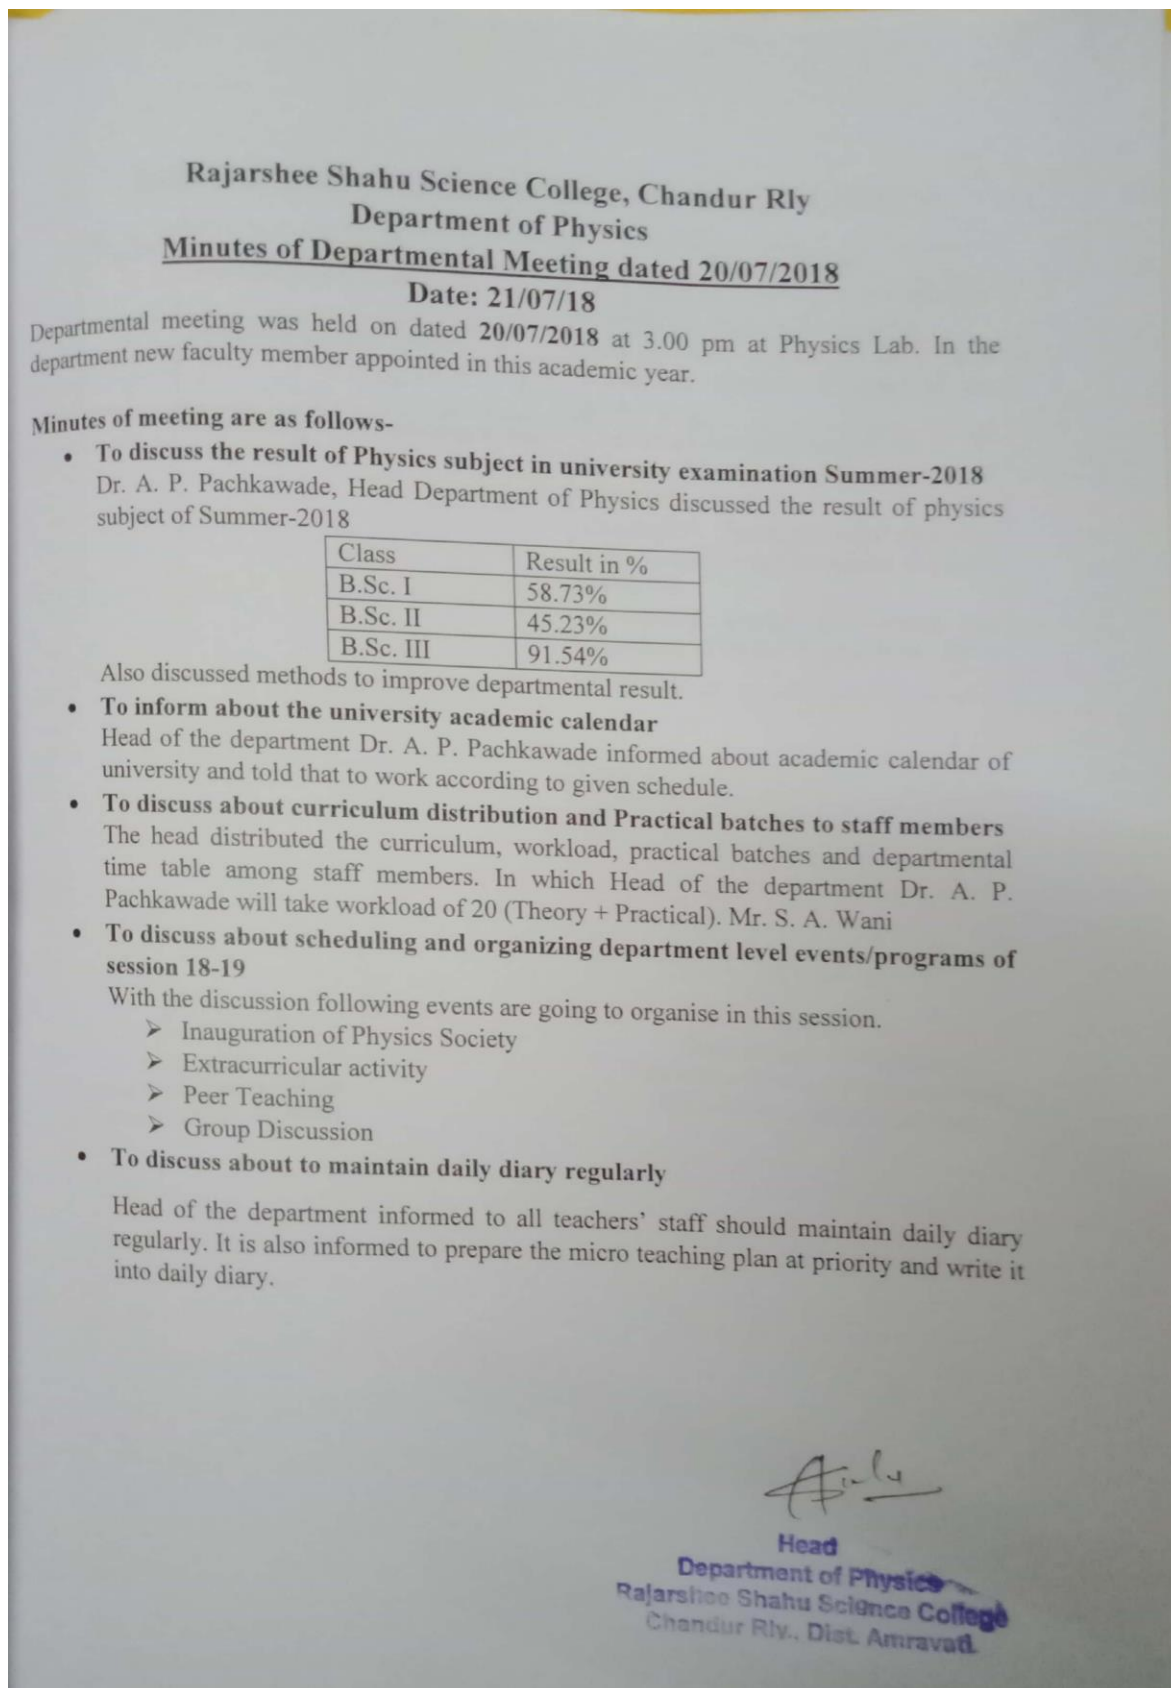 Rajarshee Shahu Science College, Chandur Rly
Department of Physics
Minutes of Departmental Meeting dated 20/07/2018
Date: 21/07/18
Departmental meeting was held on dated 20/07/2018 at 3.00 pm at Physics Lab. In the
department new faculty member appointed in this academic year.
Minutes of meeting are as follows-
• To discuss the result of Physics subject in university examination Summer-2018
Dr. A. P. Pachkawade, Head Department of Physics discussed the result of physics
subject of Summer-2018
Class Result in %
B.Sc. I 58.73%
B.Sc. II 45.23%
B.Sc. III 91.54%
Also discussed methods to improve departmental result.
• To inform about the university academic calendar
Head of the department Dr. A. P. Pachkawade informed about academic calendar of
university and told that to work according to given schedule.
• To discuss about curriculum distribution and Practical batches to staff members
The head distributed the curriculum, workload, practical batches and departmental
time table among staff members. In which Head of the department Dr. A. P.
Pachkawade will take workload of 20 (Theory + Practical). Mr. S. A. Wani
• To discuss about scheduling and organizing department level events/programs of
session 18-19
With the discussion following events are going to organise in this session.
➢ Inauguration of Physics Society
➢ Extracurricular activity
➢ Peer Teaching
➢ Group Discussion
• To discuss about to maintain daily diary regularly
Head of the department informed to all teachers' staff should maintain daily diary
regularly. It is also informed to prepare the micro teaching plan at priority and write it
into daily diary.
Head
Department of Physics
Rajarshee Shahu Science College
Chandur Rly., Dist. Amravati.